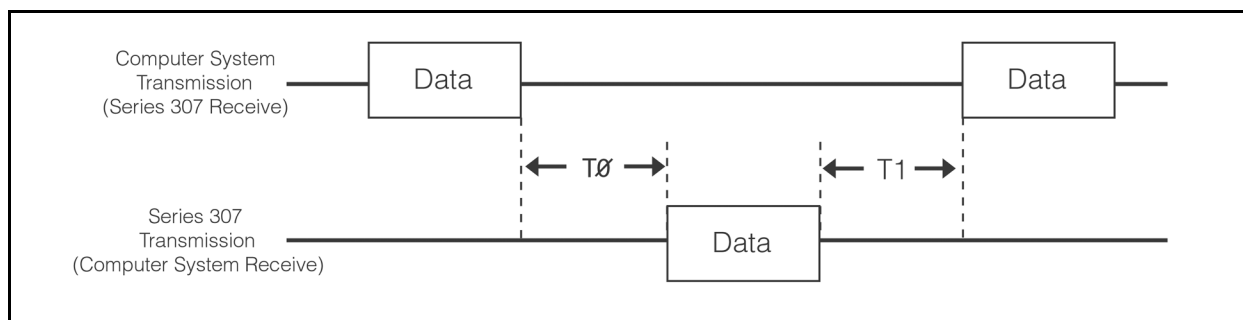 Computer System
Transmission
(Series 307 Receive)
Data
Data
TØ
T1
Series 307
Transmission
(Computer System Receive)
Data